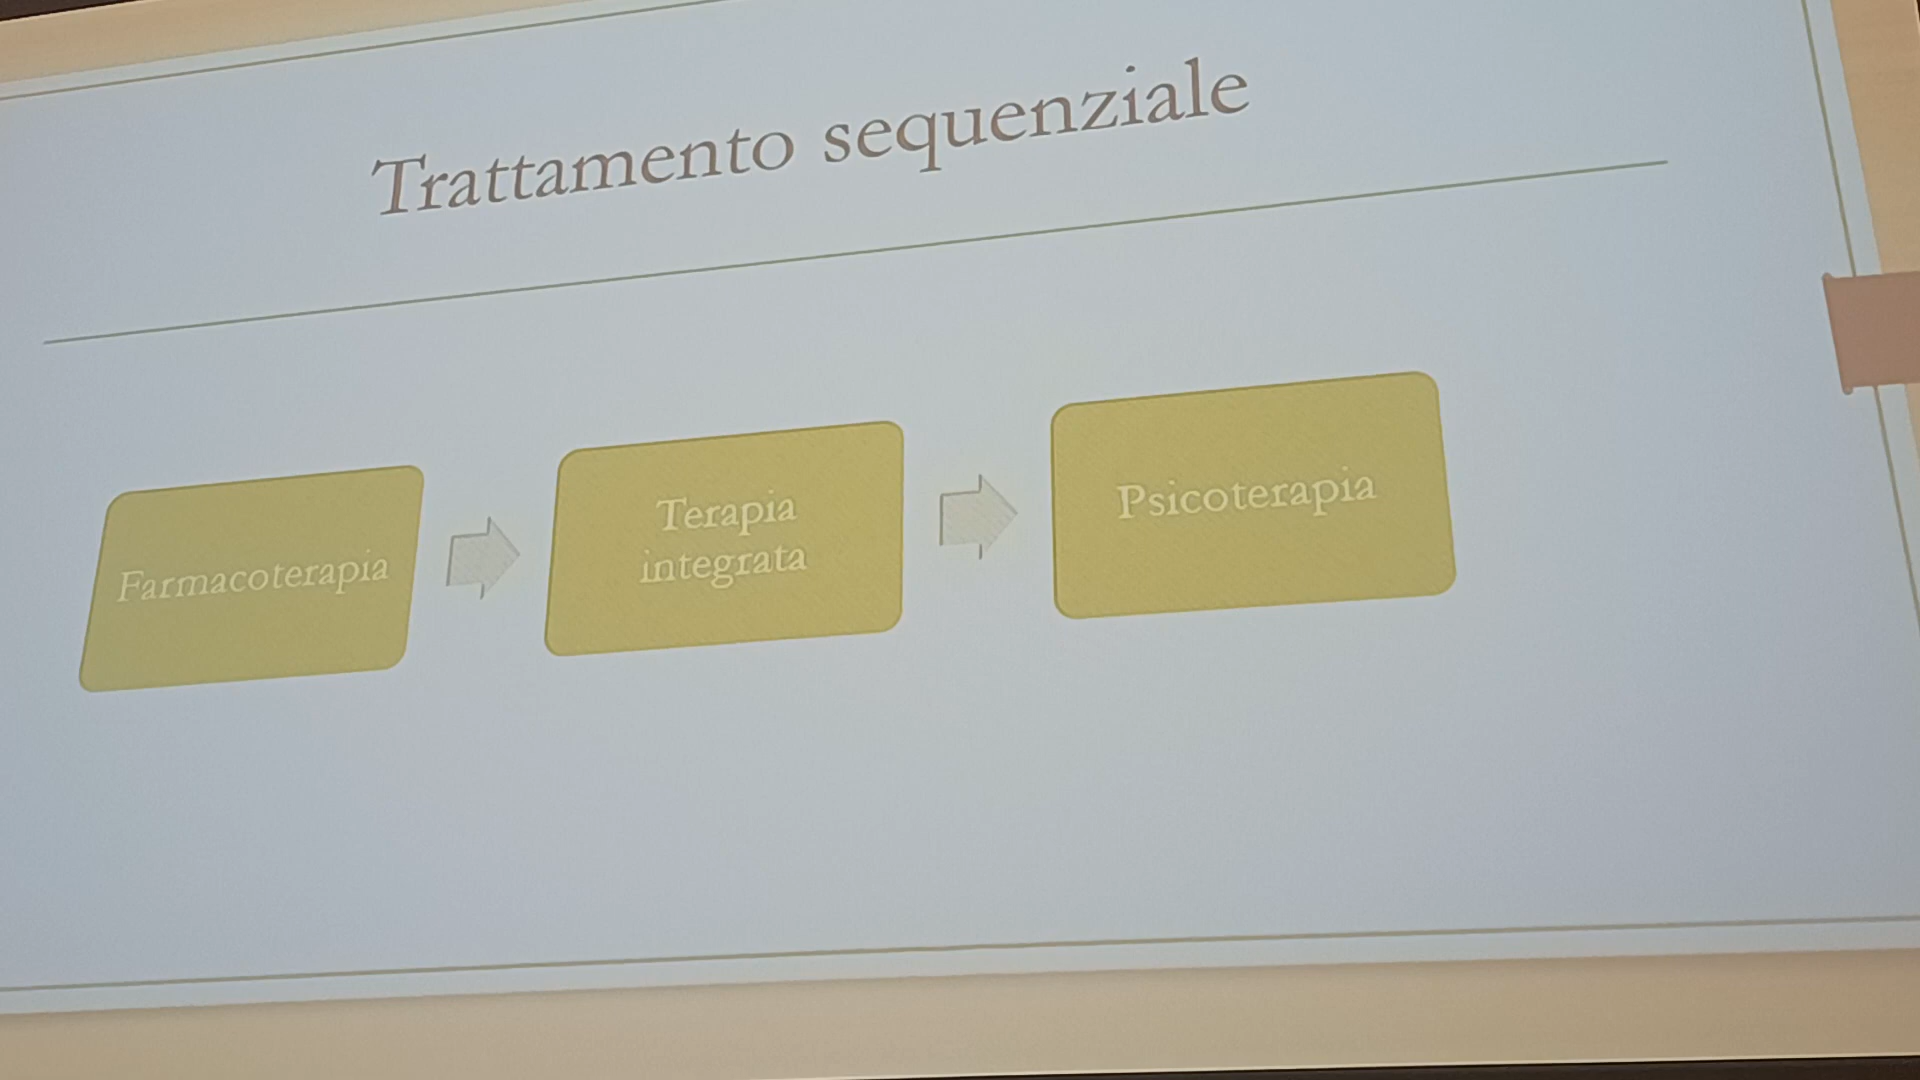 Trattamento sequenziale
Farmacoterapia
Terapia
integrata
Psicoterapia